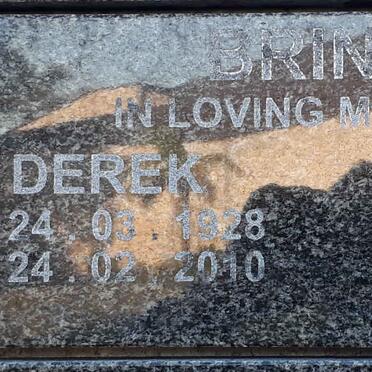 BRIN
IN LOVING M
DEREK
24 . 03 . 1928
24 . 02 . 2010